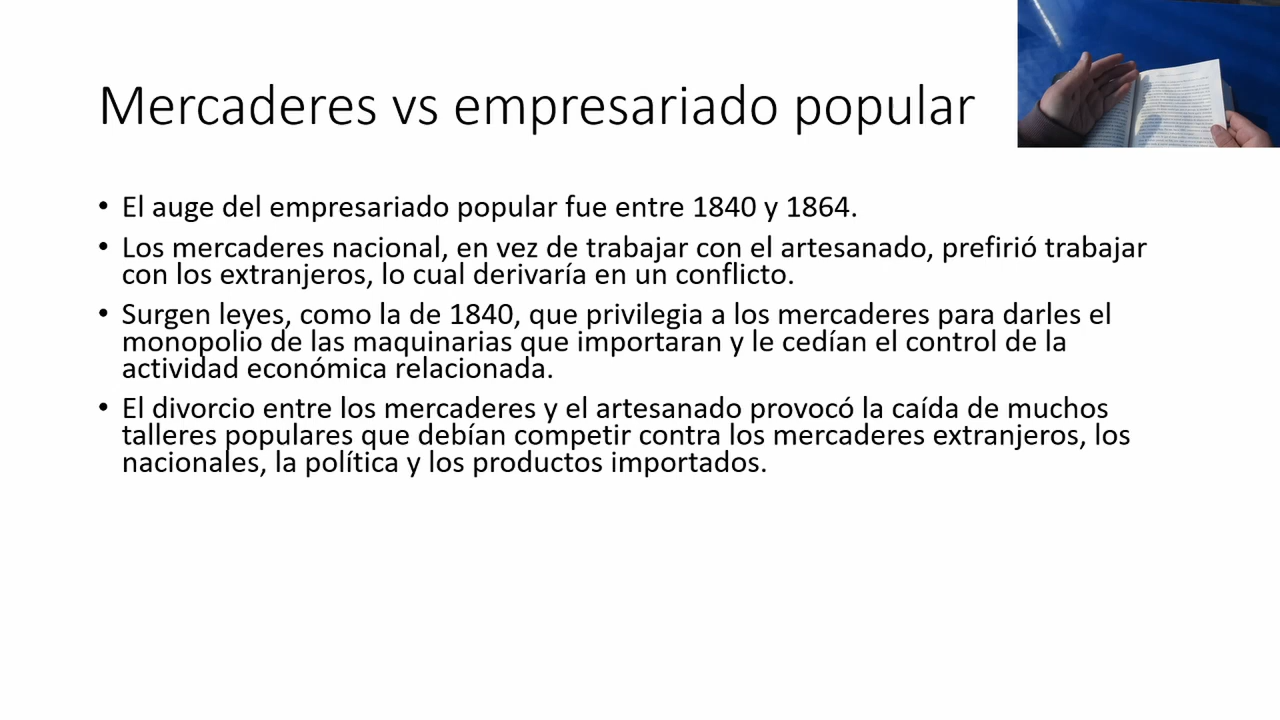 Mercaderes vs empresariado popular
• El auge del empresariado popular fue entre 1840 y 1864.
• Los mercaderes nacional, en vez de trabajar con el artesanado, prefirió trabajar
con los extranjeros, lo cual derivaría en un conflicto.
• Surgen leyes, como la de 1840, que privilegia a los mercaderes para darles el
monopolio de las maquinarias que importaran y le cedían el control de la
actividad económica relacionada.
• El divorcio entre los mercaderes y el artesanado provocó la caída de muchos
talleres populares que debían competir contra los mercaderes extranjeros, los
nacionales, la política y los productos importados.